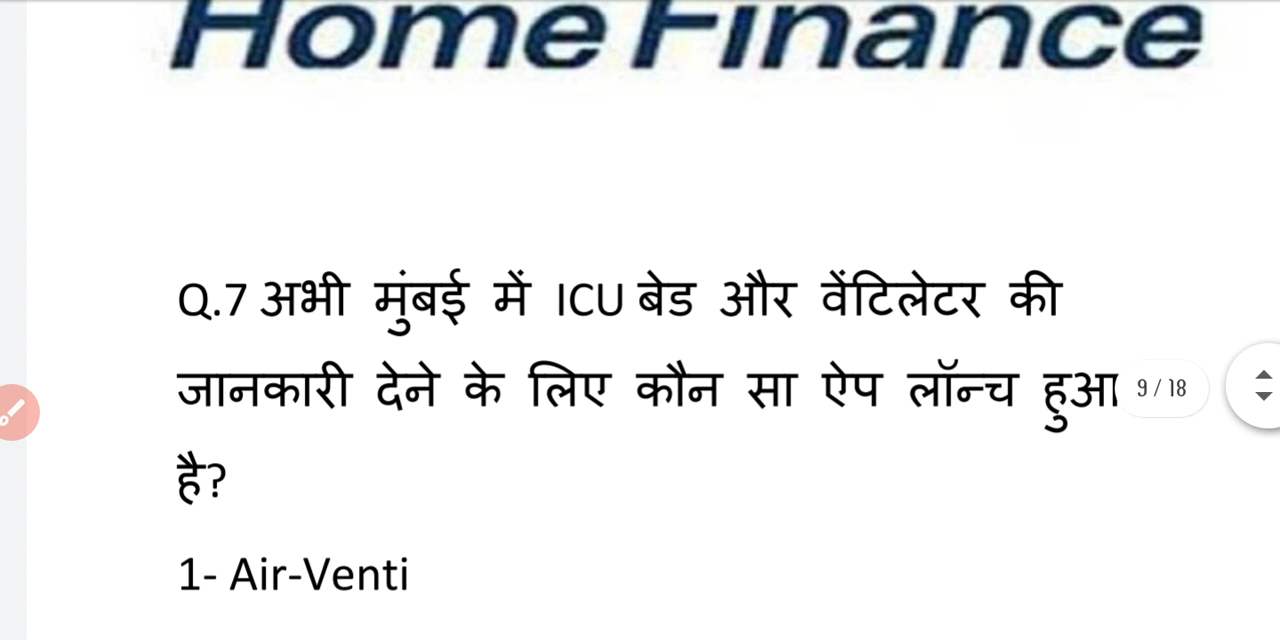 Home Finance
Q.7 अभी मुंबई में ICU बेड और वेंटिलेटर की
जानकारी देने के लिए कौन सा ऐप लॉन्च हुआ
9 / 18
है?
1- Air-Venti